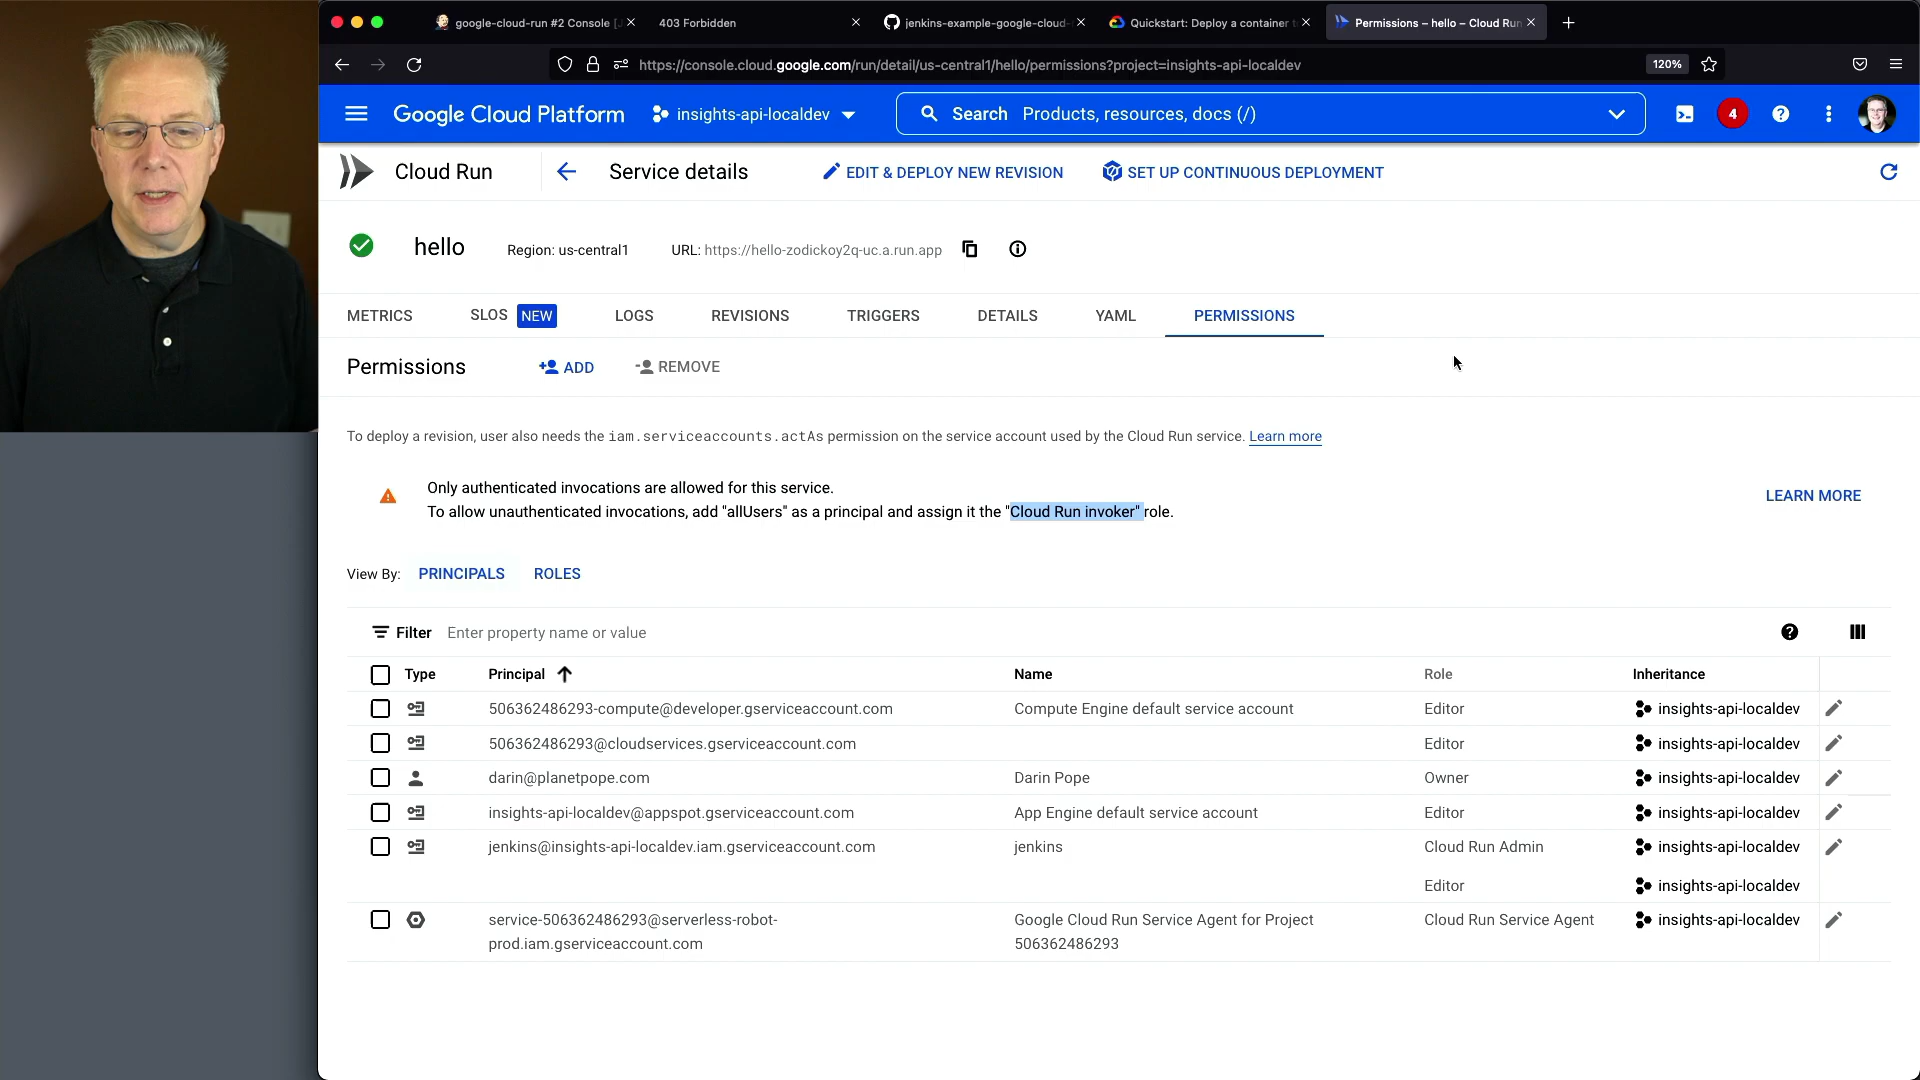 google-cloud-run #2 Console [J
403 Forbidden
jenkins-example-google-cloud-
Quickstart: Deploy a container t
Permissions – hello – Cloud Run
https://console.cloud.google.com/run/detail/us-central1/hello/permissions?project=insights-api-localdev
120%
Google Cloud Platform
insights-api-localdev
Search Products, resources, docs (/)
4
Cloud Run
Service details
EDIT & DEPLOY NEW REVISION
SET UP CONTINUOUS DEPLOYMENT
hello
Region: us-central1
URL: https://hello-zodickoy2q-uc.a.run.app
METRICS
SLOS NEW
LOGS
REVISIONS
TRIGGERS
DETAILS
YAML
PERMISSIONS
Permissions
ADD
REMOVE
To deploy a revision, user also needs the iam.serviceaccounts.actAs permission on the service account used by the Cloud Run service. Learn more
Only authenticated invocations are allowed for this service.
To allow unauthenticated invocations, add "allUsers" as a principal and assign it the "Cloud Run invoker" role.
LEARN MORE
View By: PRINCIPALS ROLES
Filter Enter property name or value
Type Principal Name Role Inheritance
506362486293-compute@developer.gserviceaccount.com Compute Engine default service account Editor insights-api-localdev
506362486293@cloudservices.gserviceaccount.com Editor insights-api-localdev
darin@planetpope.com Darin Pope Owner insights-api-localdev
insights-api-localdev@appspot.gserviceaccount.com App Engine default service account Editor insights-api-localdev
jenkins@insights-api-localdev.iam.gserviceaccount.com jenkins Cloud Run Admin insights-api-localdev
Editor insights-api-localdev
service-506362486293@serverless-robot- Google Cloud Run Service Agent for Project Cloud Run Service Agent insights-api-localdev
prod.iam.gserviceaccount.com 506362486293